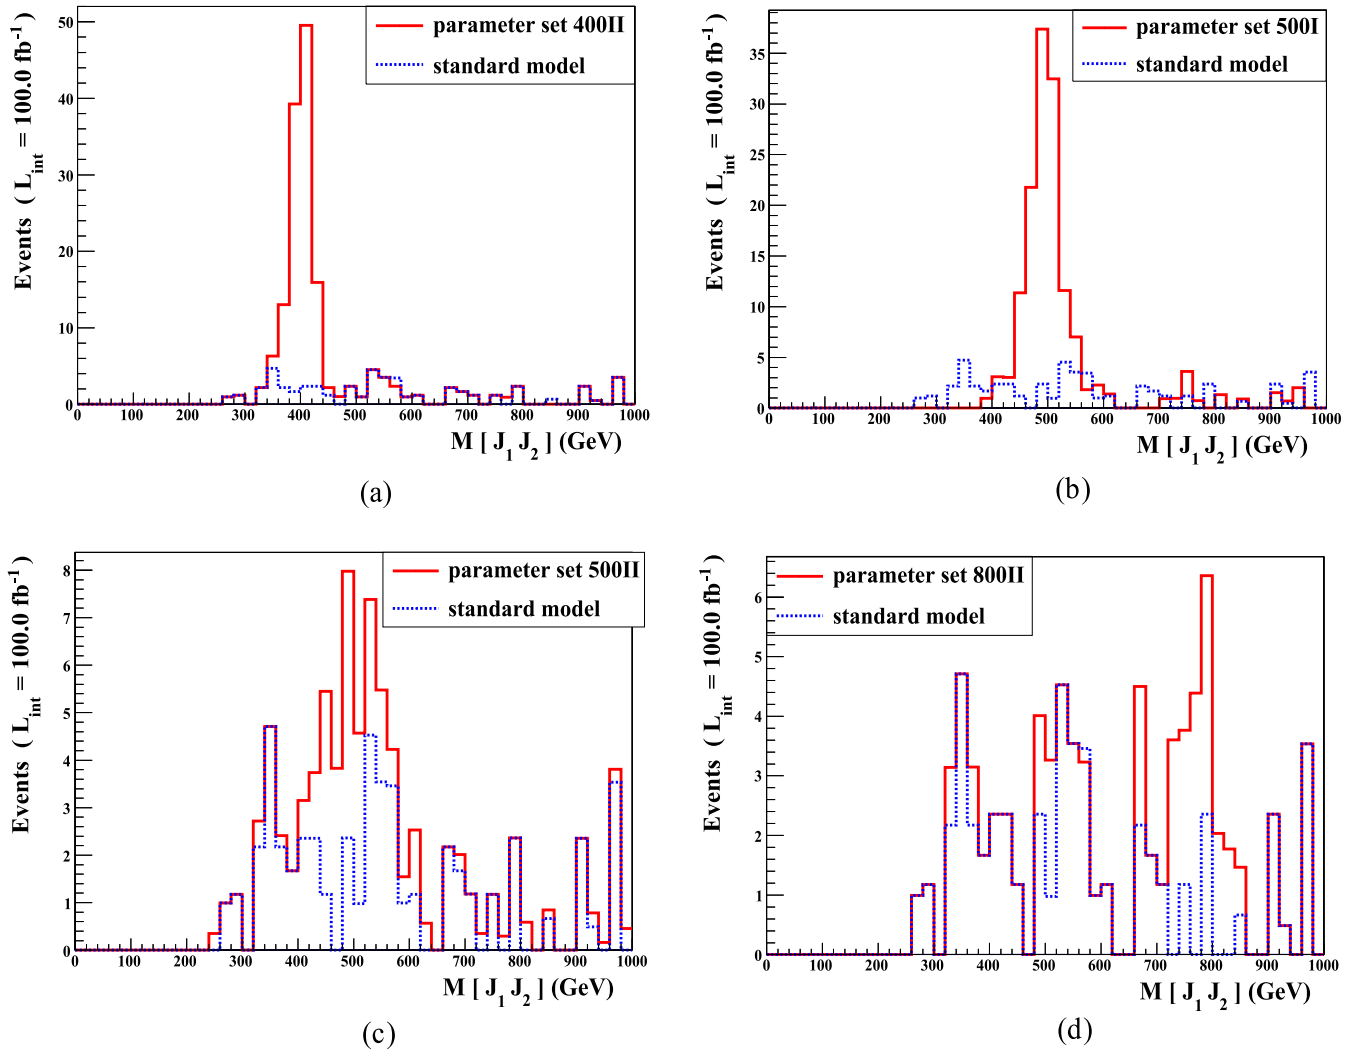 parameter set 400II
standard model
Events ( L_int = 100.0 fb^-1 )
50
40
30
20
10
0
0 100 200 300 400 500 600 700 800 900 1000
M [ J_1 J_2 ] (GeV)
(a)
parameter set 500I
standard model
Events ( L_int = 100.0 fb^-1 )
35
30
25
20
15
10
5
0
0 100 200 300 400 500 600 700 800 900 1000
M [ J_1 J_2 ] (GeV)
(b)
parameter set 500II
standard model
Events ( L_int = 100.0 fb^-1 )
8
7
6
5
4
3
2
1
0
0 100 200 300 400 500 600 700 800 900 1000
M [ J_1 J_2 ] (GeV)
(c)
parameter set 800II
standard model
Events ( L_int = 100.0 fb^-1 )
6
5
4
3
2
1
0
0 100 200 300 400 500 600 700 800 900 1000
M [ J_1 J_2 ] (GeV)
(d)